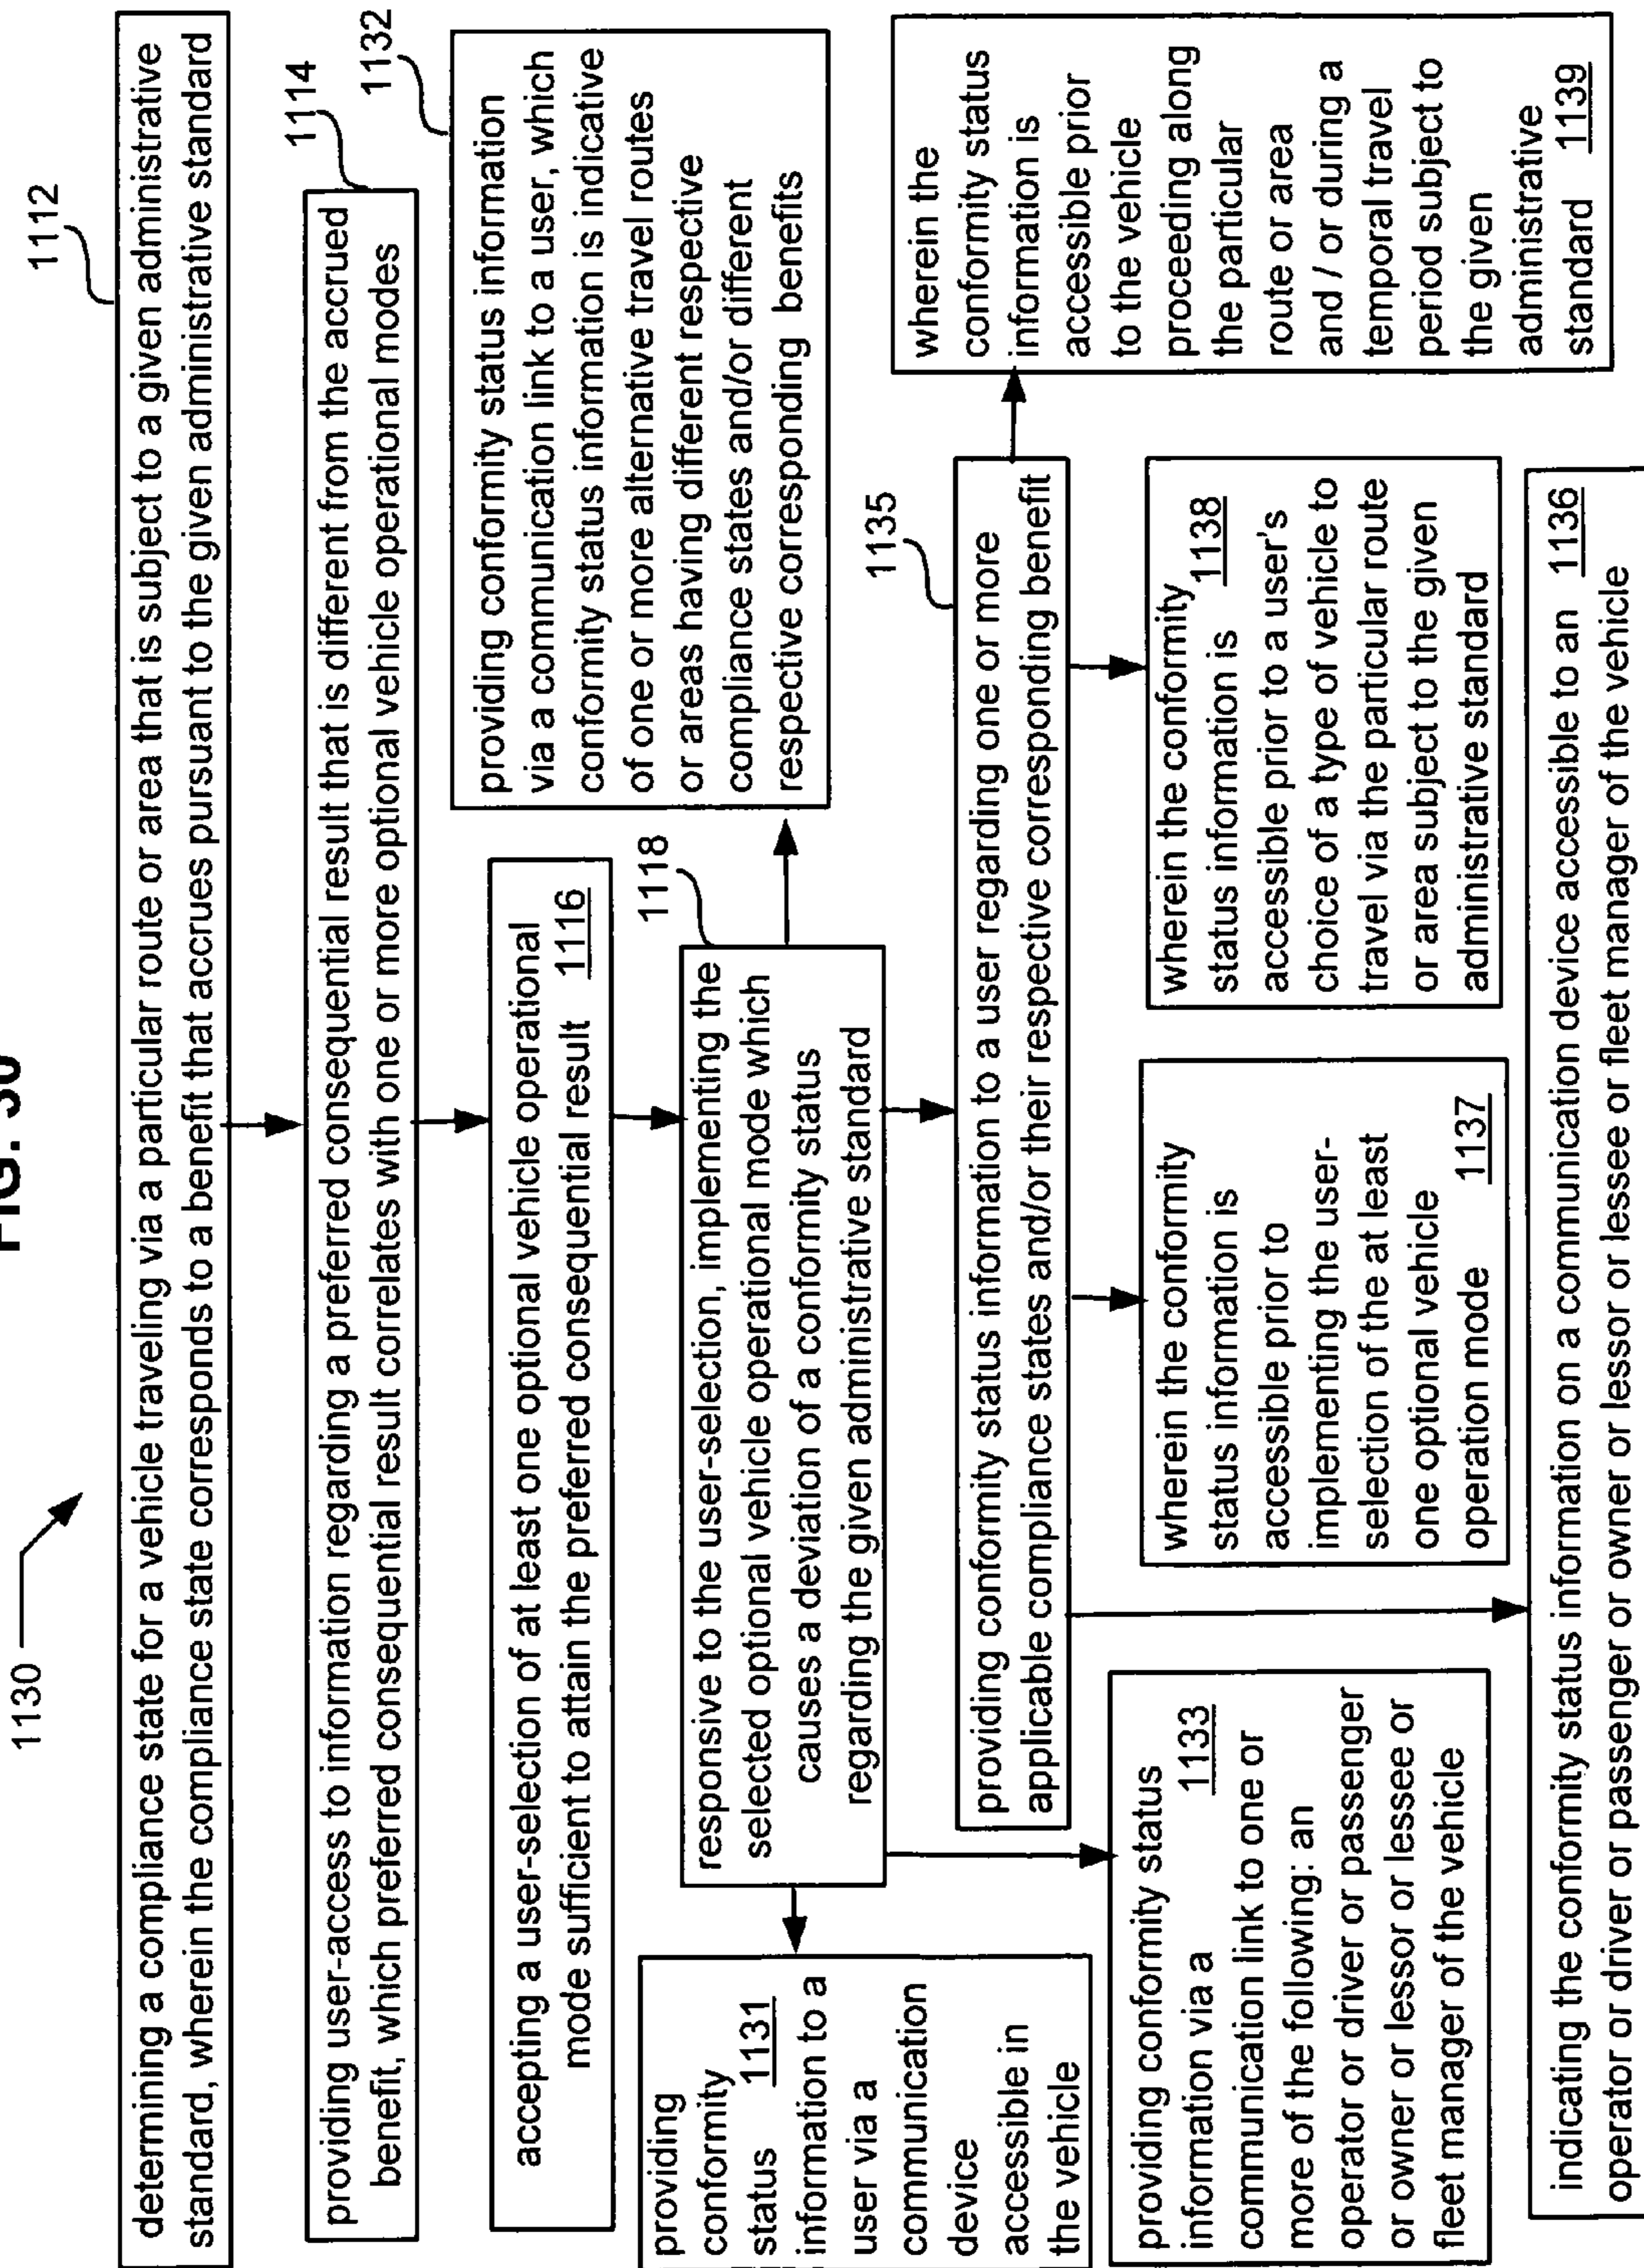 FIG. 30
1130
1112
determining a compliance state for a vehicle traveling via a particular route or area that is subject to a given administrative
standard, wherein the compliance state corresponds to a benefit that accrues pursuant to the given administrative standard
1114
providing user-access to information regarding a preferred consequential result that is different from the accrued
benefit, which preferred consequential result correlates with one or more optional vehicle operational modes
accepting a user-selection of at least one optional vehicle operational
mode sufficient to attain the preferred consequential result 1116
1132
providing conformity status information
via a communication link to a user, which
conformity status information is indicative
of one or more alternative travel routes
or areas having different respective
compliance states and/or different
respective corresponding benefits
1118
responsive to the user-selection, implementing the
selected optional vehicle operational mode which
causes a deviation of a conformity status
regarding the given administrative standard
providing
conformity
status 1131
information to a
user via a
communication
device
accessible in
the vehicle
1135
providing conformity status information to a user regarding one or more
applicable compliance states and/or their respective corresponding benefit
wherein the
conformity status
information is
accessible prior
to the vehicle
proceeding along
the particular
route or area
and / or during a
temporal travel
period subject to
the given
administrative
standard 1139
providing conformity status
information via a 1133
communication link to one or
more of the following: an
operator or driver or passenger
or owner or lessor or lessee or
fleet manager of the vehicle
wherein the conformity
status information is
accessible prior to
implementing the user-
selection of the at least
one optional vehicle
operation mode 1137
wherein the conformity
status information is 1138
accessible prior to a user's
choice of a type of vehicle to
travel via the particular route
or area subject to the given
administrative standard
indicating the conformity status information on a communication device accessible to an 1136
operator or driver or passenger or owner or lessor or lessee or fleet manager of the vehicle